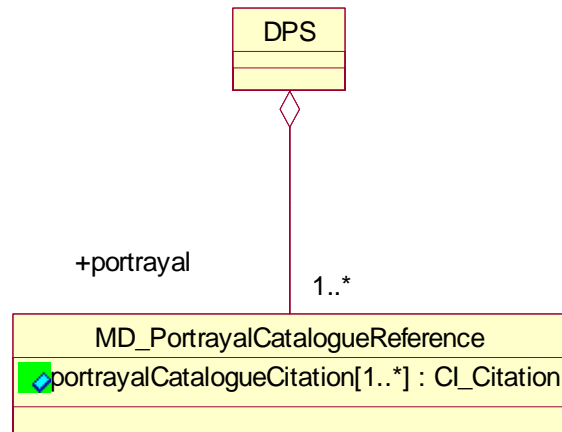 DPS
+portrayal
1..*
MD_PortrayalCatalogueReference
portrayalCatalogueCitation[1..*] : CI_Citation